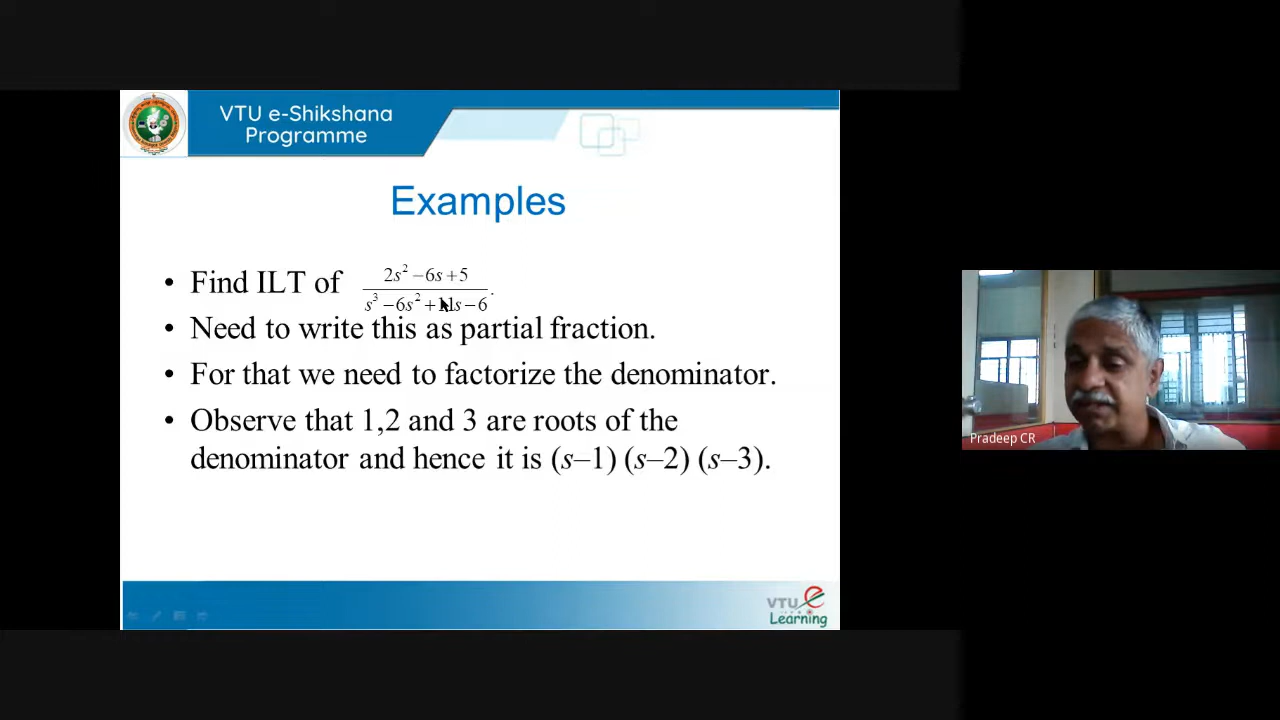 VTU e-Shikshana
Programme
Examples
• Find ILT of (2s² − 6s + 5)/(s³ − 6s² + 11s − 6).
• Need to write this as partial fraction.
• For that we need to factorize the denominator.
• Observe that 1,2 and 3 are roots of the
denominator and hence it is (s–1) (s–2) (s–3).
Pradeep CR
VTU e
Learning